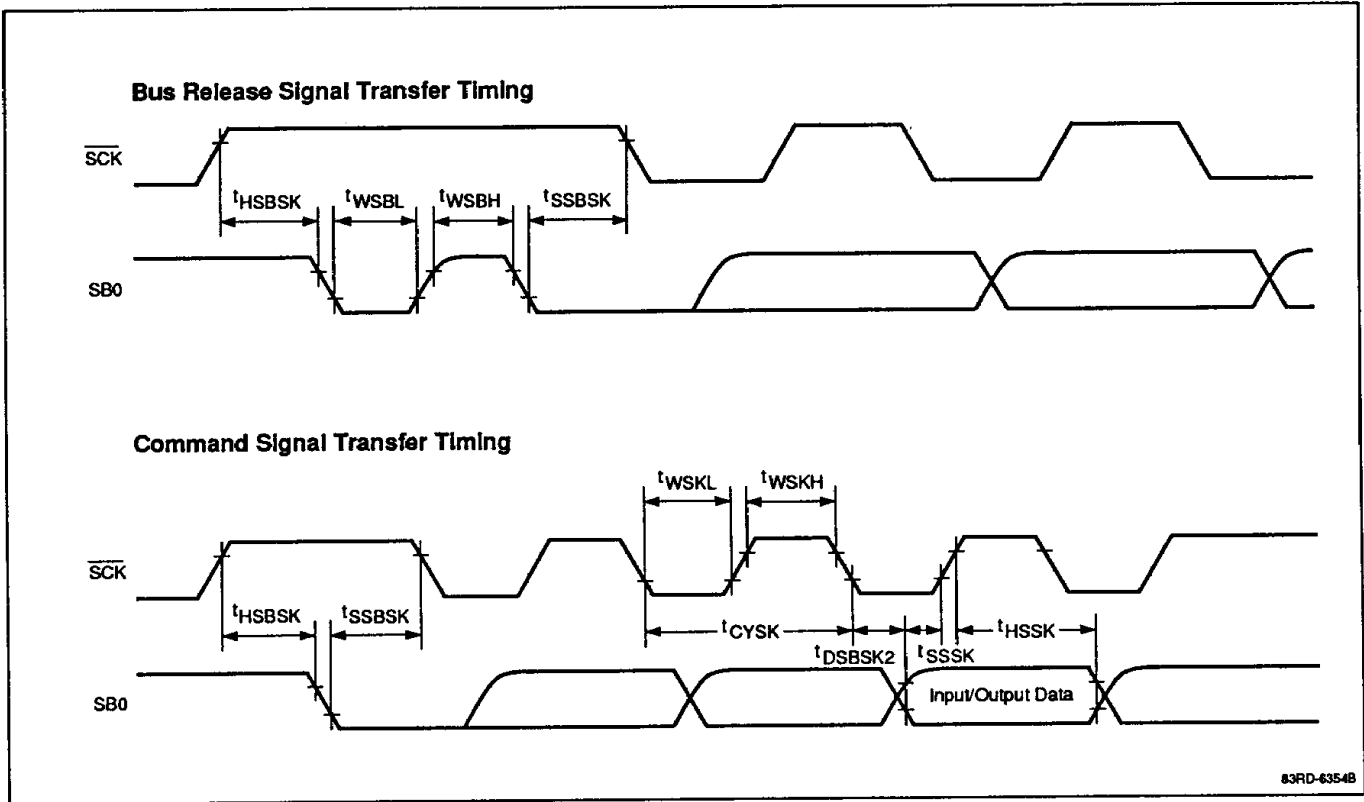 Bus Release Signal Transfer Timing
SCK
tHSBSK tWSBL tWSBH tSSBSK
SB0
Command Signal Transfer Timing
tWSKL tWSKH
SCK
tHSBSK tSSBSK
tCYSK tHSSK
tDSBSK2 tSSSK
SB0
Input/Output Data
83RD-6354B